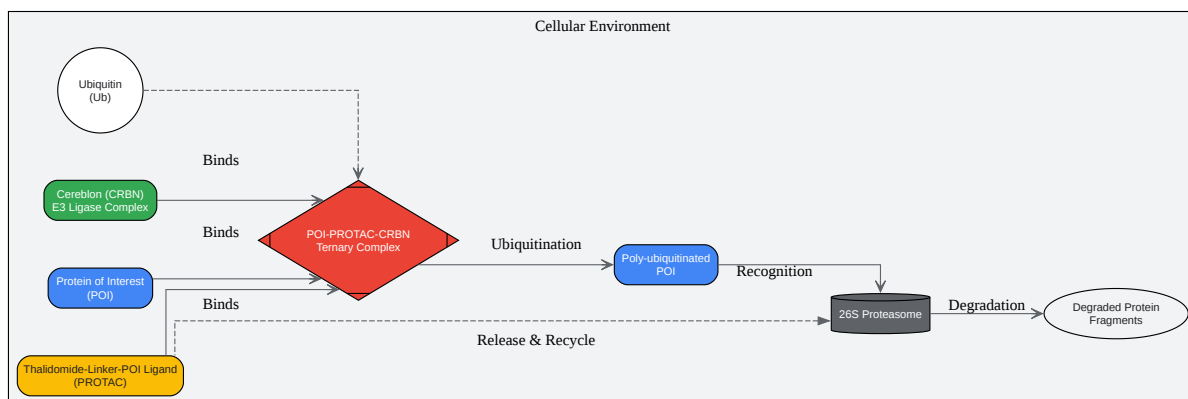 Cellular Environment
Ubiquitin
(Ub)
Binds
Cereblon (CRBN)
E3 Ligase Complex
Binds
POI-PROTAC-CRBN
Ternary Complex
Ubiquitination
Poly-ubiquitinated
POI
Recognition
Protein of Interest
(POI)
Binds
26S Proteasome
Degradation
Degraded Protein
Fragments
Release & Recycle
Thalidomide-Linker-POI Ligand
(PROTAC)